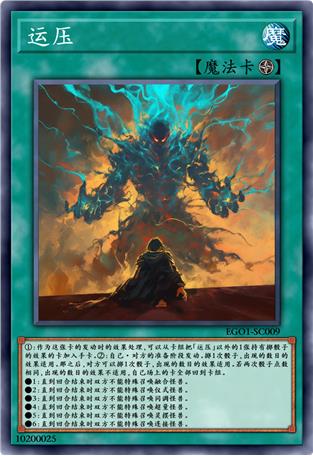 运压
魔
【魔法卡】
EGO1-SC009
①:作为这张卡的发动时的效果处理,可以从卡组把「运压」以外的1张持有掷骰子
的效果的卡加入手卡。②:自己·对方的准备阶段发动,掷1次骰子,出现的数目的
效果适用。那之后,对方可以掷1次骰子,出现的数目的效果适用。若两次骰子点数
相同,出现的数目的效果不适用,自己场上的卡全部回到卡组。
●1:直到回合结束时双方不能特殊召唤融合怪兽。
●2:直到回合结束时双方不能特殊召唤仪式怪兽。
●3:直到回合结束时双方不能特殊召唤同调怪兽。
●4:直到回合结束时双方不能特殊召唤超量怪兽。
●5:直到回合结束时双方不能特殊召唤灵摆怪兽。
●6:直到回合结束时双方不能特殊召唤连接怪兽。
10200025